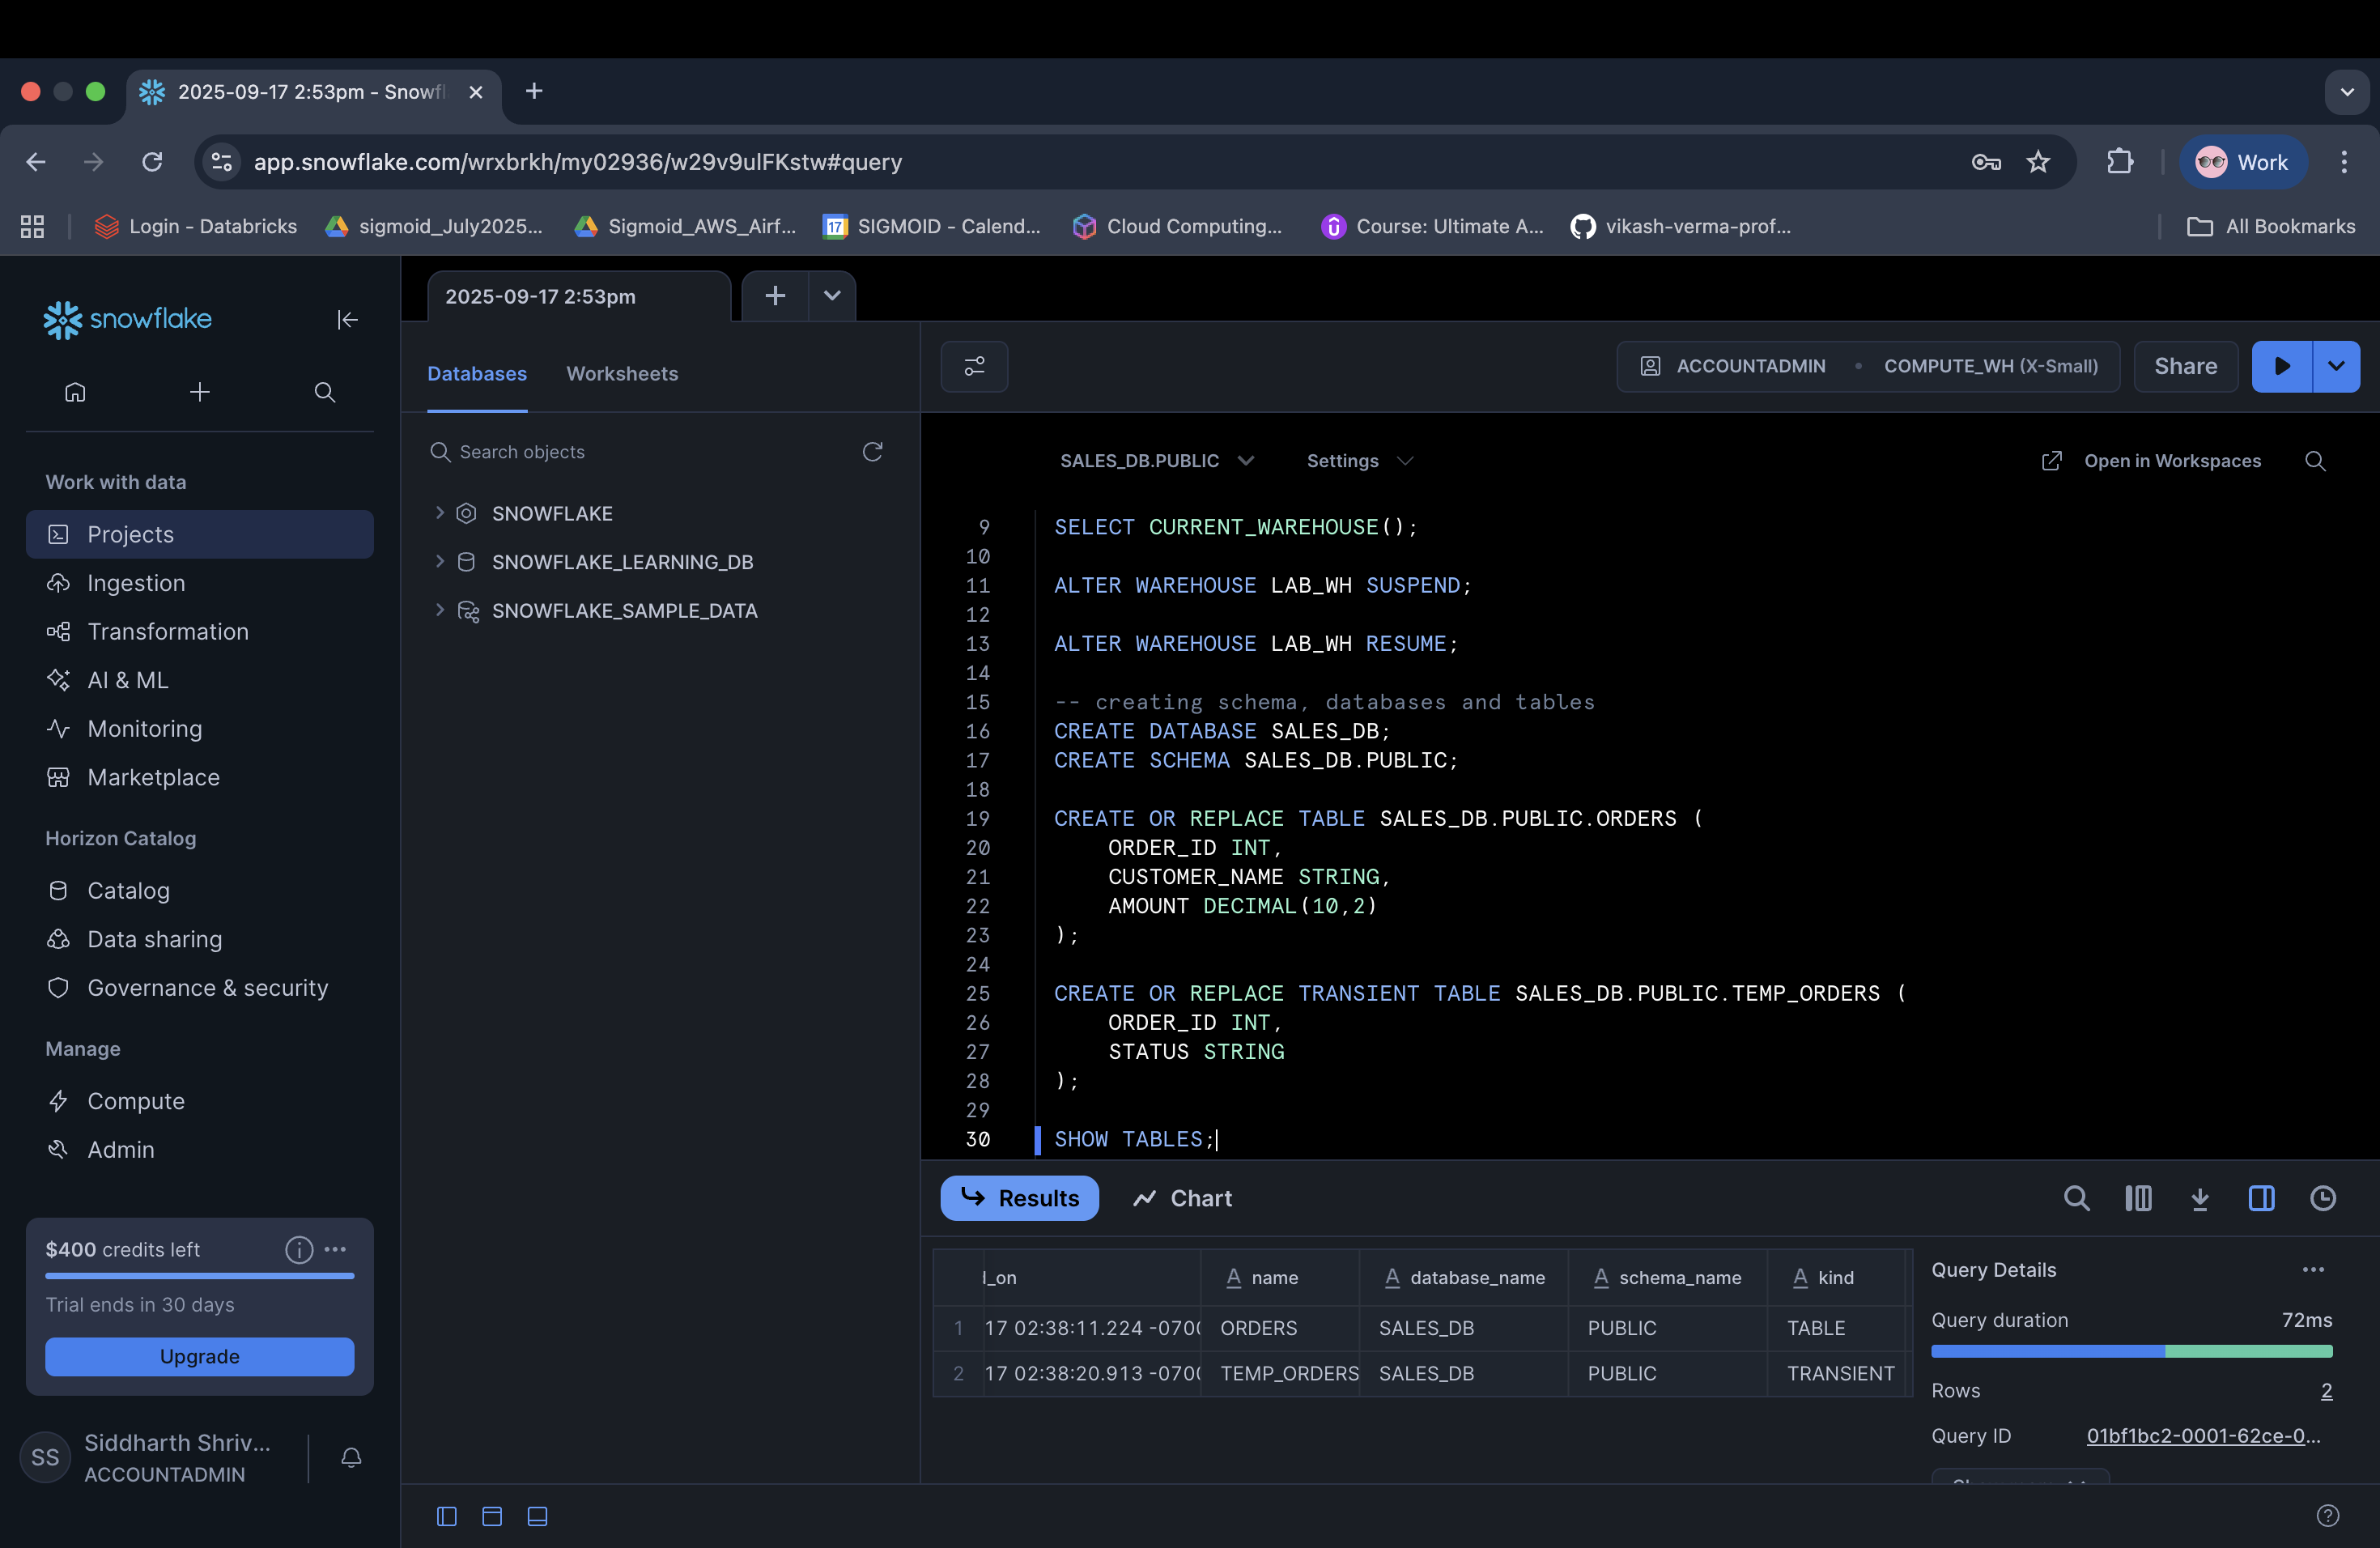 2025-09-17 2:53pm - Snowfl
app.snowflake.com/wrxbrkh/my02936/w29v9ulFKstw#query
Work
Login - Databricks
sigmoid_July2025...
Sigmoid_AWS_Airf...
17
SIGMOID - Calend...
Cloud Computing...
Course: Ultimate A...
vikash-verma-prof...
All Bookmarks
snowflake
Work with data
Projects
Ingestion
Transformation
AI & ML
Monitoring
Marketplace
Horizon Catalog
Catalog
Data sharing
Governance & security
Manage
Compute
Admin
$400 credits left
Trial ends in 30 days
Upgrade
SS
Siddharth Shriv...
ACCOUNTADMIN
2025-09-17 2:53pm
Databases
Worksheets
Search objects
SNOWFLAKE
SNOWFLAKE_LEARNING_DB
SNOWFLAKE_SAMPLE_DATA
ACCOUNTADMIN • COMPUTE_WH (X-Small)
Share
SALES_DB.PUBLIC
Settings
Open in Workspaces
9 SELECT CURRENT_WAREHOUSE();
10
11 ALTER WAREHOUSE LAB_WH SUSPEND;
12
13 ALTER WAREHOUSE LAB_WH RESUME;
14
15 -- creating schema, databases and tables
16 CREATE DATABASE SALES_DB;
17 CREATE SCHEMA SALES_DB.PUBLIC;
18
19 CREATE OR REPLACE TABLE SALES_DB.PUBLIC.ORDERS (
20 ORDER_ID INT,
21 CUSTOMER_NAME STRING,
22 AMOUNT DECIMAL(10,2)
23 );
24
25 CREATE OR REPLACE TRANSIENT TABLE SALES_DB.PUBLIC.TEMP_ORDERS (
26 ORDER_ID INT,
27 STATUS STRING
28 );
29
30 SHOW TABLES;
Results
Chart
_on A name A database_name A schema_name A kind
1 17 02:38:11.224 -070 ORDERS SALES_DB PUBLIC TABLE
2 17 02:38:20.913 -070 TEMP_ORDERS SALES_DB PUBLIC TRANSIENT
Query Details
Query duration 72ms
Rows 2
Query ID 01bf1bc2-0001-62ce-0...